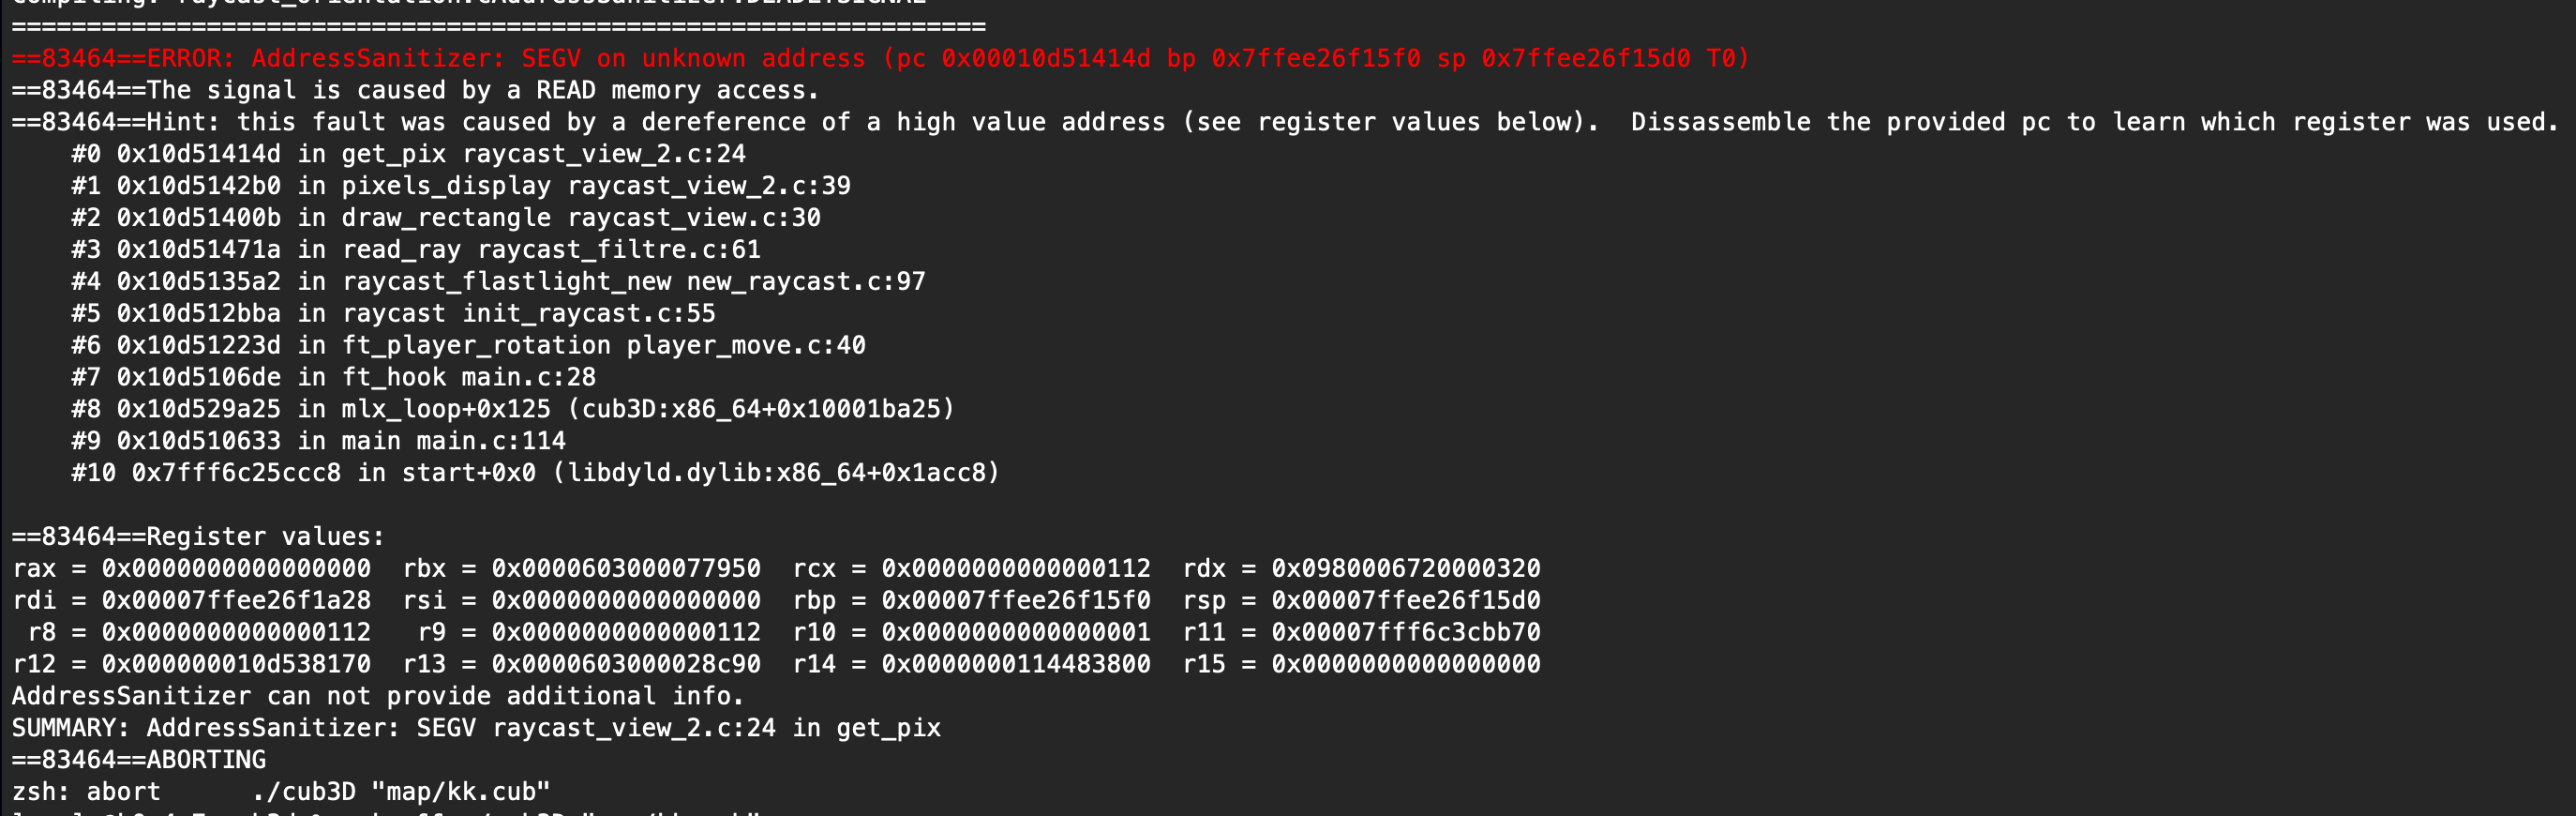 =================================================================
==83464==ERROR: AddressSanitizer: SEGV on unknown address (pc 0x00010d51414d bp 0x7ffee26f15f0 sp 0x7ffee26f15d0 T0)
==83464==The signal is caused by a READ memory access.
==83464==Hint: this fault was caused by a dereference of a high value address (see register values below).  Dissassemble the provided pc to learn which register was used.
    #0 0x10d51414d in get_pix raycast_view_2.c:24
    #1 0x10d5142b0 in pixels_display raycast_view_2.c:39
    #2 0x10d51400b in draw_rectangle raycast_view.c:30
    #3 0x10d51471a in read_ray raycast_filtre.c:61
    #4 0x10d5135a2 in raycast_flastlight_new new_raycast.c:97
    #5 0x10d512bba in raycast init_raycast.c:55
    #6 0x10d51223d in ft_player_rotation player_move.c:40
    #7 0x10d5106de in ft_hook main.c:28
    #8 0x10d529a25 in mlx_loop+0x125 (cub3D:x86_64+0x10001ba25)
    #9 0x10d510633 in main main.c:114
    #10 0x7fff6c25ccc8 in start+0x0 (libdyld.dylib:x86_64+0x1acc8)

==83464==Register values:
rax = 0x0000000000000000  rbx = 0x0000603000077950  rcx = 0x0000000000000112  rdx = 0x0980006720000320
rdi = 0x00007ffee26f1a28  rsi = 0x0000000000000000  rbp = 0x00007ffee26f15f0  rsp = 0x00007ffee26f15d0
 r8 = 0x0000000000000112   r9 = 0x0000000000000112  r10 = 0x0000000000000001  r11 = 0x00007fff6c3cbb70
r12 = 0x000000010d538170  r13 = 0x0000603000028c90  r14 = 0x0000000114483800  r15 = 0x0000000000000000
AddressSanitizer can not provide additional info.
SUMMARY: AddressSanitizer: SEGV raycast_view_2.c:24 in get_pix
==83464==ABORTING
zsh: abort      ./cub3D "map/kk.cub"